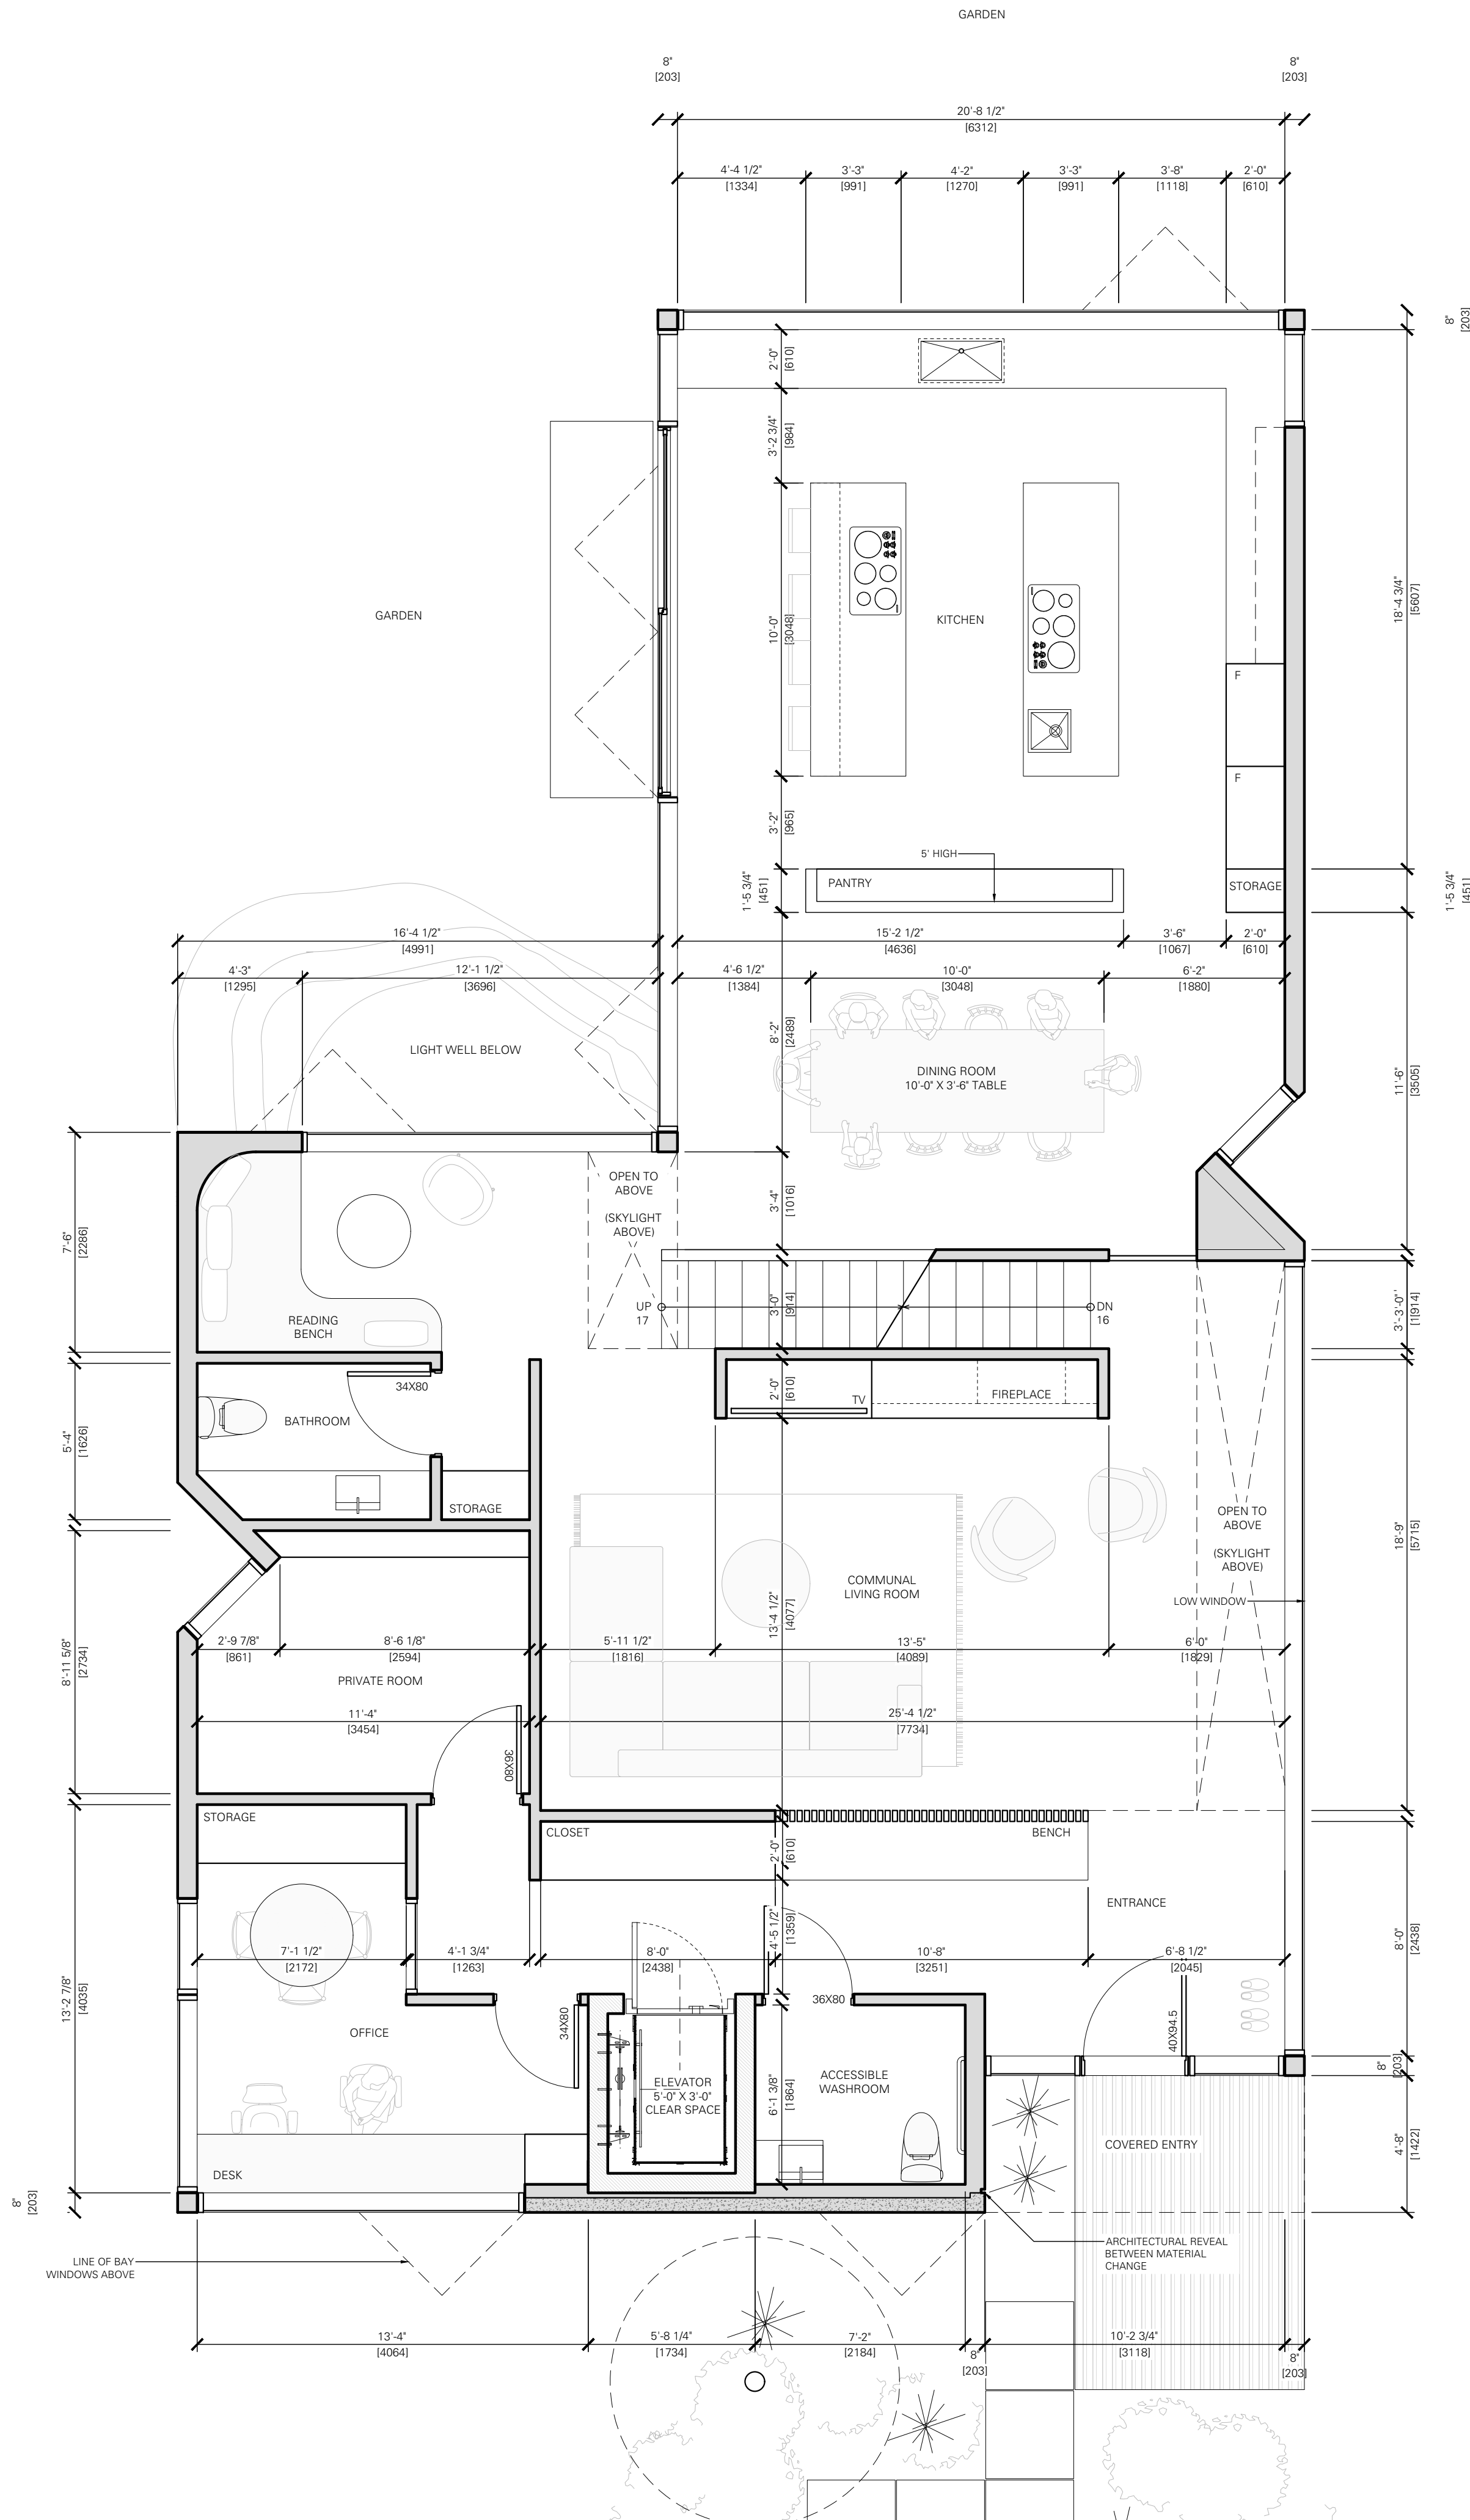 GARDEN
8"
[203]
8"
[203]
20'-8 1/2"
[6312]
4'-4 1/2"
[1334]
3'-3"
[991]
4'-2"
[1270]
3'-3"
[991]
3'-8"
[1118]
2'-0"
[610]
8"
[203]
2'-0"
[610]
3'-2 3/4"
[984]
10'-0"
[3048]
3'-2"
[965]
1'-5 3/4"
[451]
18'-4 3/4"
[5607]
1'-5 3/4"
[451]
GARDEN
KITCHEN
F
F
5' HIGH
PANTRY
STORAGE
16'-4 1/2"
[4991]
15'-2 1/2"
[4636]
3'-6"
[1067]
2'-0"
[610]
4'-3"
[1295]
12'-1 1/2"
[3696]
4'-6 1/2"
[1384]
10'-0"
[3048]
6'-2"
[1880]
8'-2"
[2489]
11'-6"
[3505]
LIGHT WELL BELOW
DINING ROOM
10'-0" X 3'-6" TABLE
OPEN TO
ABOVE
(SKYLIGHT
ABOVE)
3'-4"
[1016]
7'-6"
[2286]
UP
17
3'-0"
[914]
DN
16
[914]
READING
BENCH
34X80
BATHROOM
5'-4"
[1626]
STORAGE
2'-0"
[610]
TV
FIREPLACE
OPEN TO
ABOVE
(SKYLIGHT
ABOVE)
18'-9"
[5715]
COMMUNAL
LIVING ROOM
LOW WINDOW
13'-4 1/2"
[4077]
8'-11 5/8"
[2734]
2'-9 7/8"
[861]
8'-6 1/8"
[2594]
5'-11 1/2"
[1816]
13'-5"
[4089]
6'-0"
[1829]
PRIVATE ROOM
11'-4"
[3454]
25'-4 1/2"
[7734]
36X80
STORAGE
CLOSET
BENCH
2'-0"
[610]
ENTRANCE
4'-5 1/2"
[1359]
8'-0"
[2438]
7'-1 1/2"
[2172]
4'-1 3/4"
[1263]
8'-0"
[2438]
10'-8"
[3251]
6'-8 1/2"
[2045]
13'-2 7/8"
[4035]
36X80
34X80
40X94.5
OFFICE
ELEVATOR
5'-0" X 3'-0"
CLEAR SPACE
6'-1 3/8"
[1864]
ACCESSIBLE
WASHROOM
8"
[203]
COVERED ENTRY
4'-8"
[1422]
DESK
8"
[203]
LINE OF BAY
WINDOWS ABOVE
ARCHITECTURAL REVEAL
BETWEEN MATERIAL
CHANGE
13'-4"
[4064]
5'-8 1/4"
[1734]
7'-2"
[2184]
8"
[203]
10'-2 3/4"
[3118]
8"
[203]